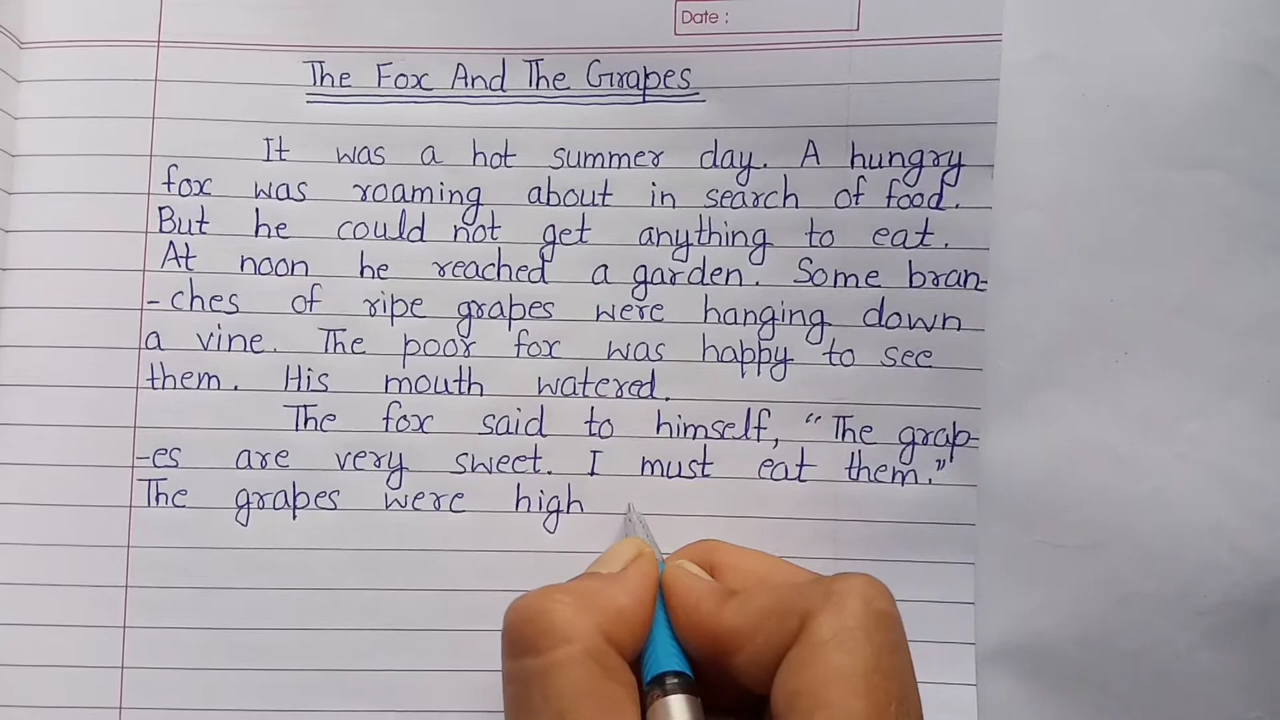 Date :
The Fox And The Grapes
It was a hot summer day. A hungry
fox was roaming about in search of food.
But he could not get anything to eat.
At noon he reached a garden. Some bran-
-ches of ripe grapes were hanging down
a vine. The poor fox was happy to see
them. His mouth watered.
The fox said to himself, “The grap-
-es are very sweet. I must eat them.”
The grapes were high